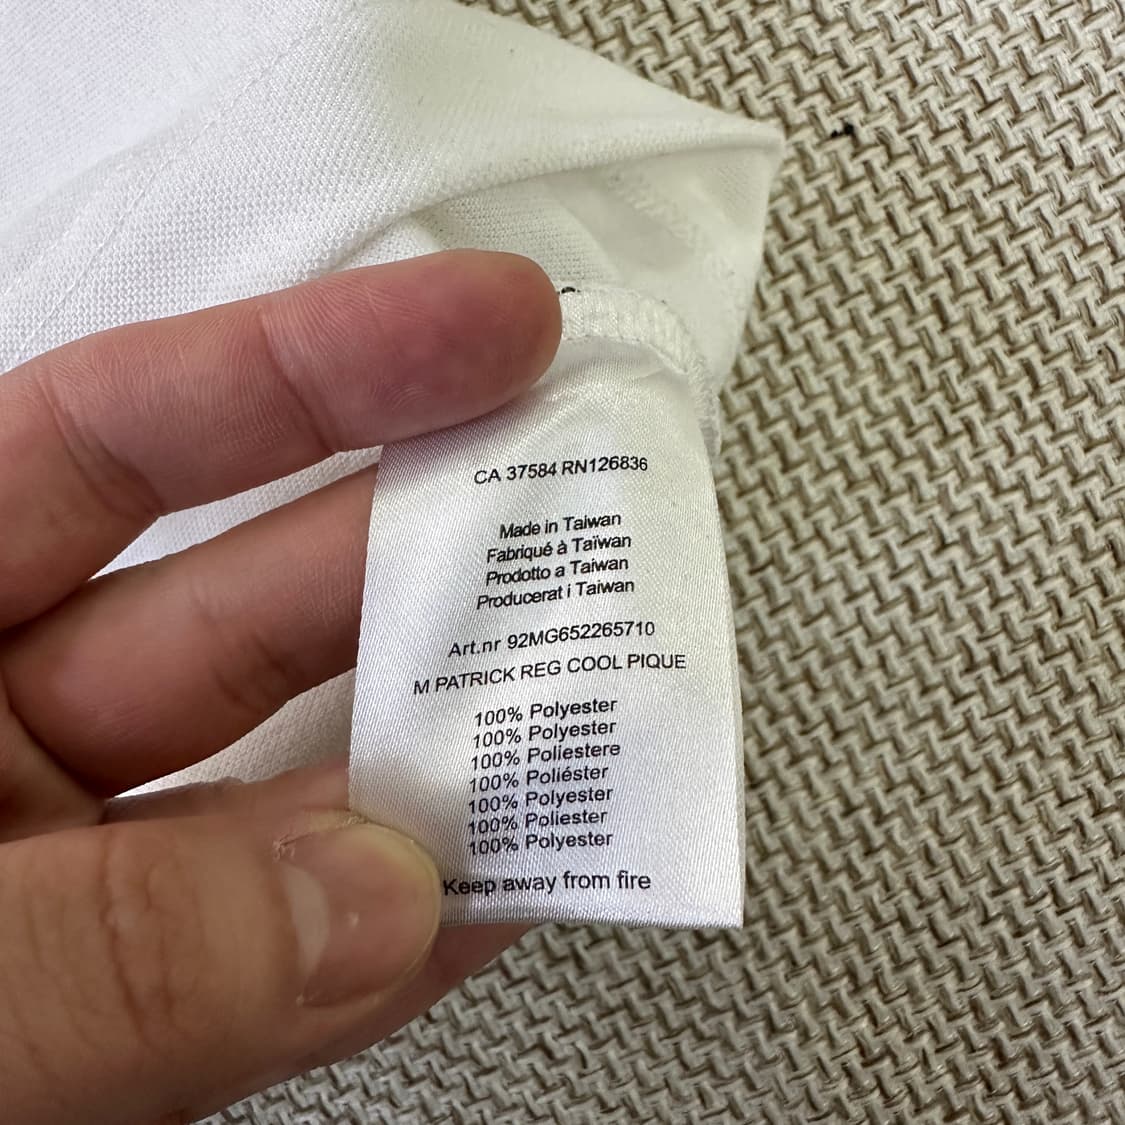 CA 37584 RN126836
Made in Taiwan
Fabriqué à Taïwan
Prodotto a Taiwan
Producerat i Taiwan
Art.nr 92MG652265710
M PATRICK REG COOL PIQUE
100% Polyester
100% Polyester
100% Poliestere
100% Poliéster
100% Polyester
100% Poliester
100% Polyester
Keep away from fire